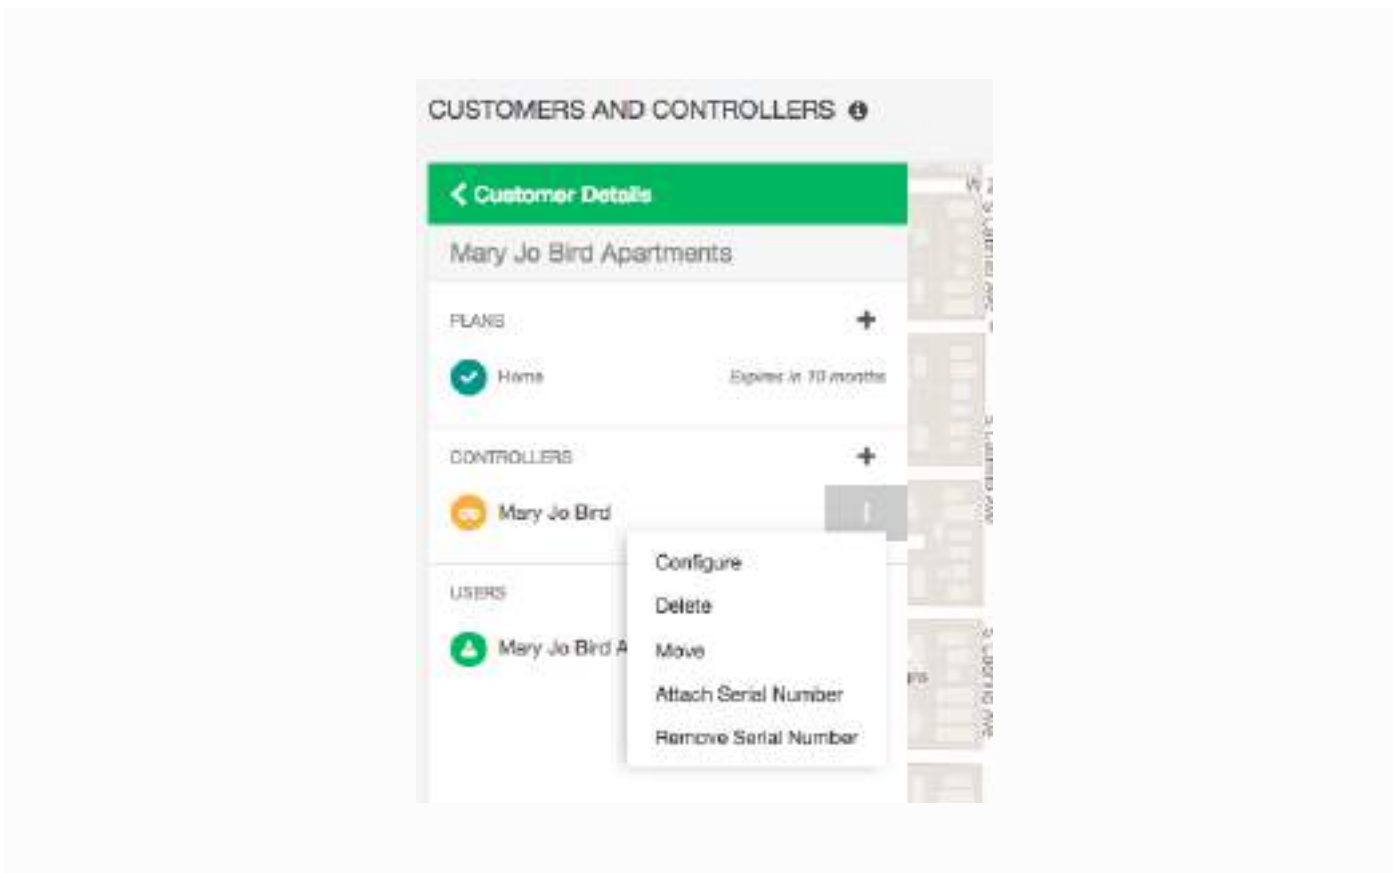 CUSTOMERS AND CONTROLLERS
Customer Details
Mary Jo Bird Apartments
PLANS
Home
Expires in 10 months
CONTROLLERS
Mary Jo Bird
Configure
USERS
Delete
Mary Jo Bird A
Move
Attach Serial Number
Remove Serial Number